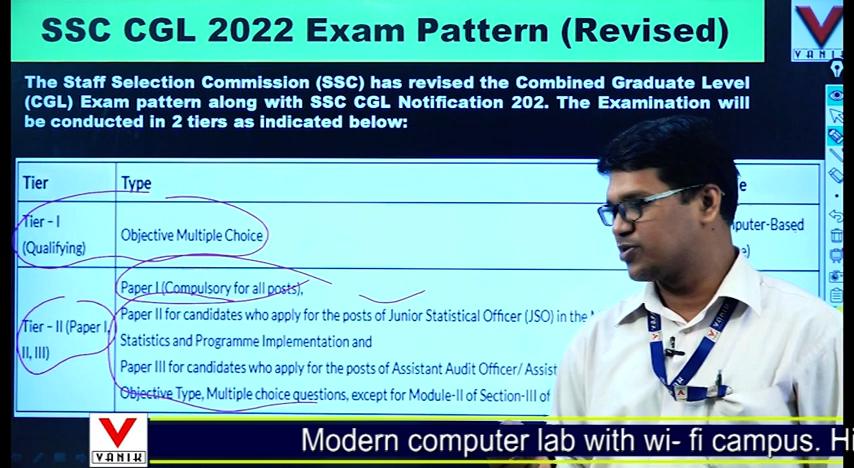 SSC CGL 2022 Exam Pattern (Revised)
VANIK
The Staff Selection Commission (SSC) has revised the Combined Graduate Level
(CGL) Exam pattern along with SSC CGL Notification 202. The Examination will
be conducted in 2 tiers as indicated below:
Tier
Type
Tier – I
(Qualifying)
Objective Multiple Choice
puter-Based
Tier – II (Paper I,
II, III)
Paper I (Compulsory for all posts),
Paper II for candidates who apply for the posts of Junior Statistical Officer (JSO) in the
Statistics and Programme Implementation and
Paper III for candidates who apply for the posts of Assistant Audit Officer/ Assist
Objective Type, Multiple choice questions, except for Module-II of Section-III of
VANIK
VANIK
Modern computer lab with wi- fi campus. Hi